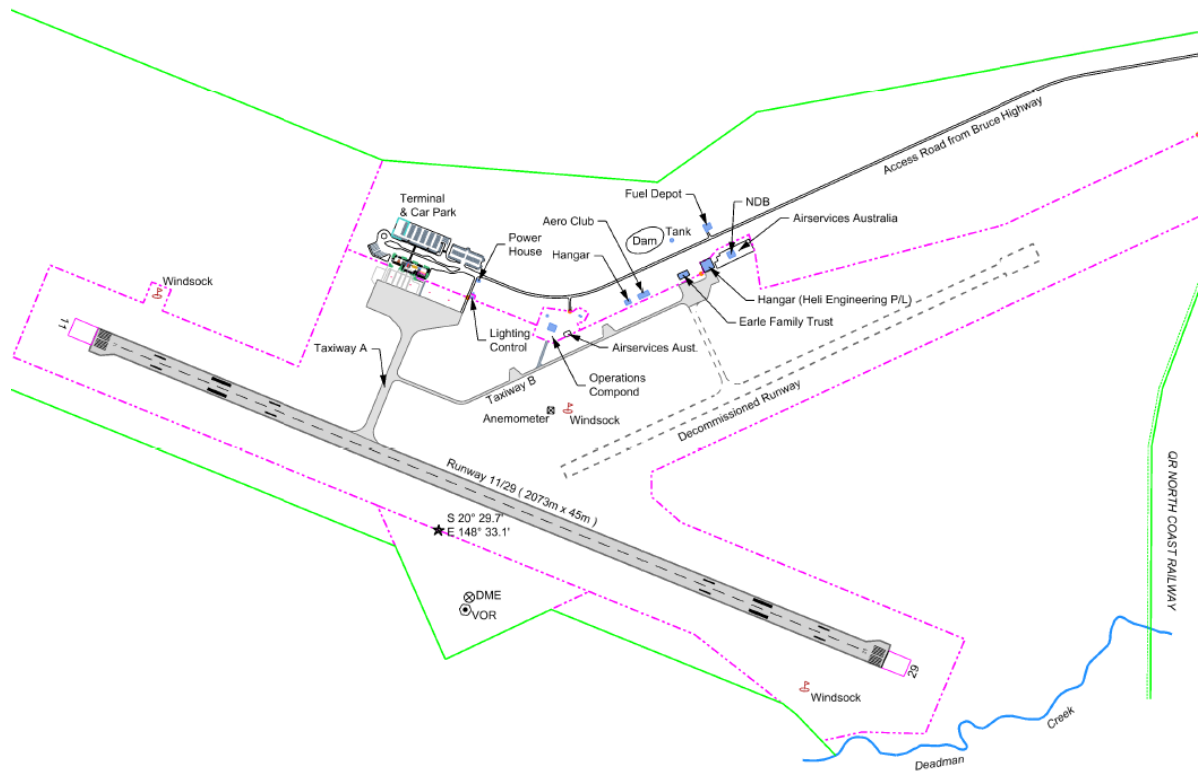 Access Road from Bruce Highway
Terminal
& Car Park
Fuel Depot
NDB
Airservices Australia
Aero Club
Tank
Dam
Power
House
Hangar
Windsock
Hangar (Heli Engineering P/L)
Earle Family Trust
11
Lighting
Control
Airservices Aust.
Taxiway A
Operations
Compond
Taxiway B
Anemometer
Windsock
Decommissioned Runway
Runway 11/29 ( 2073m x 45m )
QR NORTH COAST RAILWAY
S 20° 29.7'
E 148° 33.1'
DME
VOR
29
Windsock
Creek
Deadman